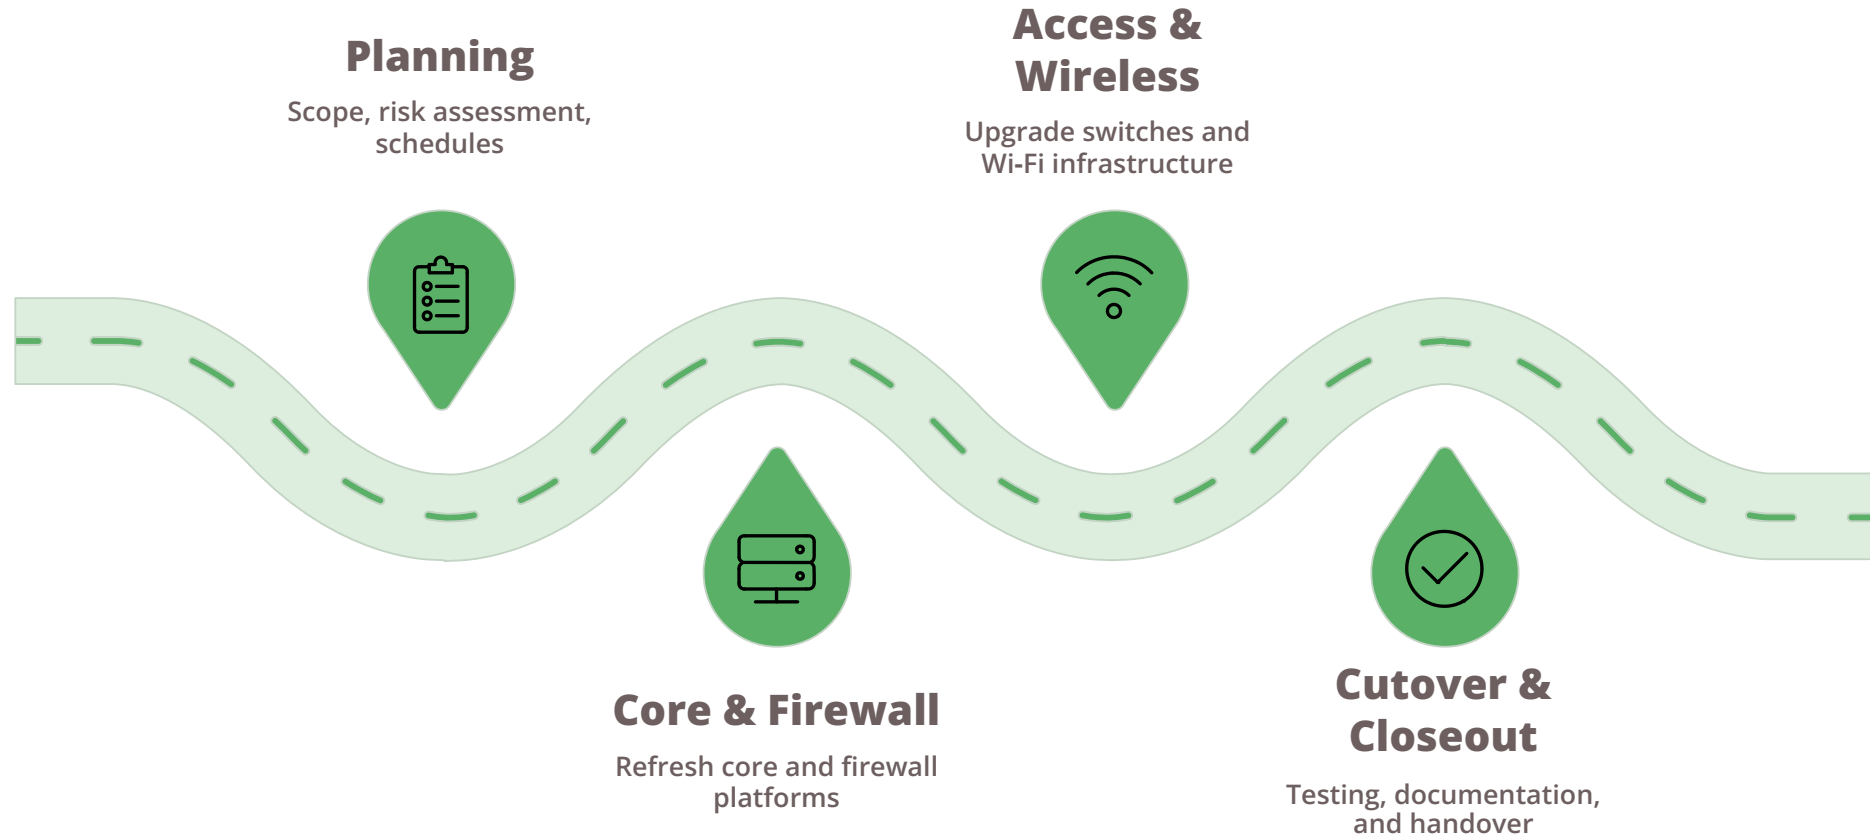 Planning
Scope, risk assessment,
schedules
Core & Firewall
Refresh core and firewall
platforms
Access &
Wireless
Upgrade switches and
Wi-Fi infrastructure
Cutover &
Closeout
Testing, documentation,
and handover